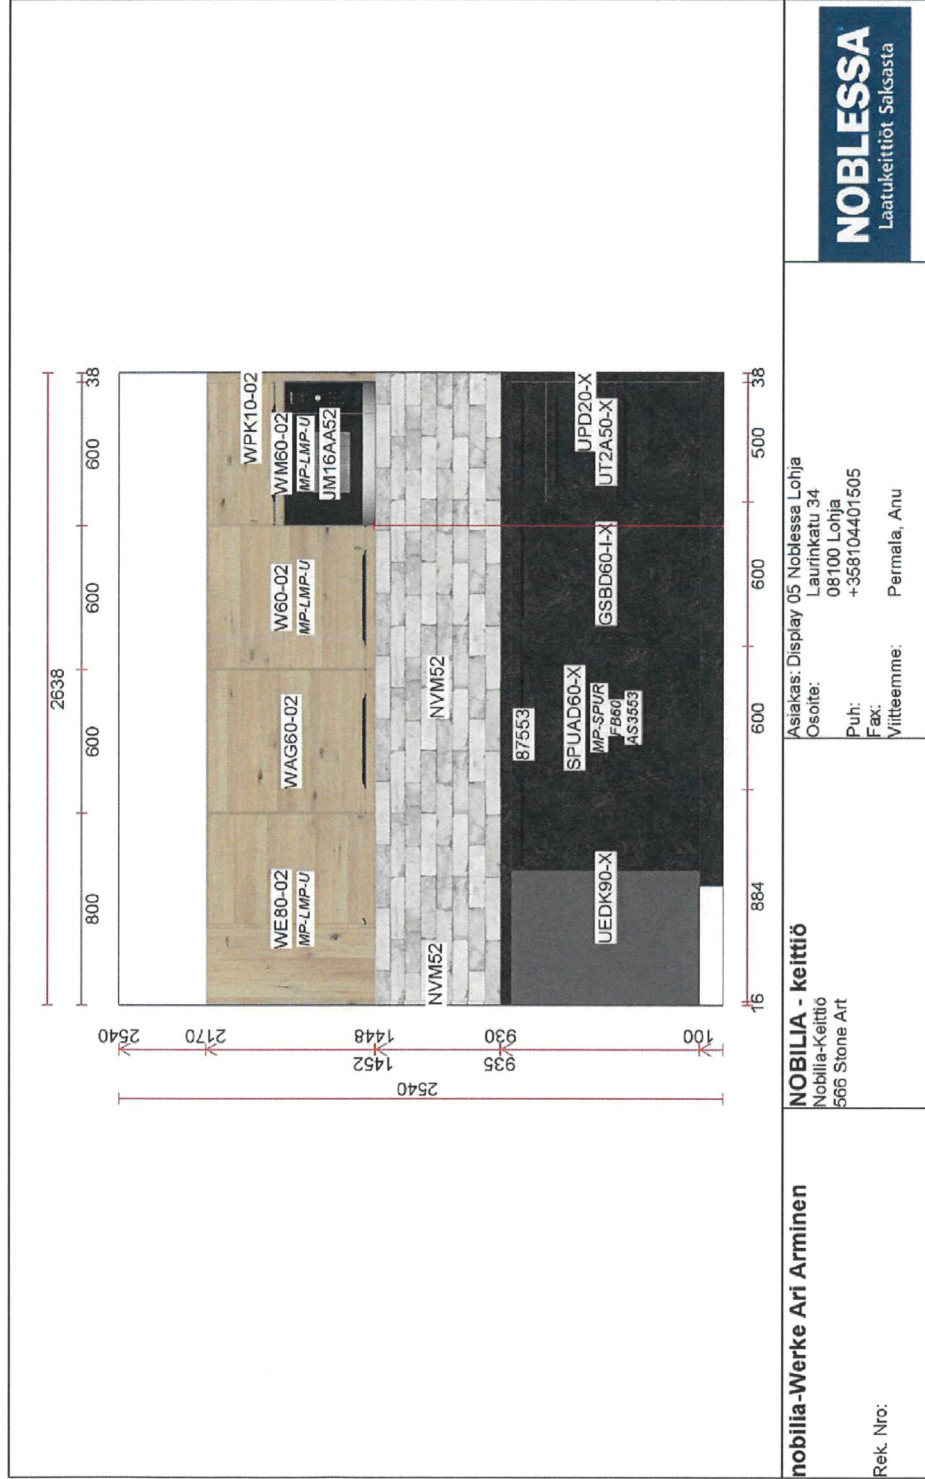 2638
800
600
600
600
38
2540
2540
2170
2170
1448
1452
930
935
100
WE80-02
MP-LMP-U
WAG60-02
W60-02
MP-LMP-U
WPK10-02
WM60-02
MP-LMP-U
JM16AA52
NVM52
NVM52
87553
UEDK90-X
SPUAD60-X
MP-SPUR
FB60
AS3553
GSBD60-I-X
UPD20-X
UT2A50-X
16
884
600
600
500
38
nobilia-Werke Ari Arminen
Rek. Nro:
NOBILIA - keittiö
Nobilia-Keittiö
566 Stone Art
Asiakas: Display 05 Noblessa Lohja
Osoite: Laurinkatu 34
08100 Lohja
Puh: +358104401505
Fax:
Viitteemme: Permala, Anu
NOBLESSA
Laatukeittiöt Saksasta